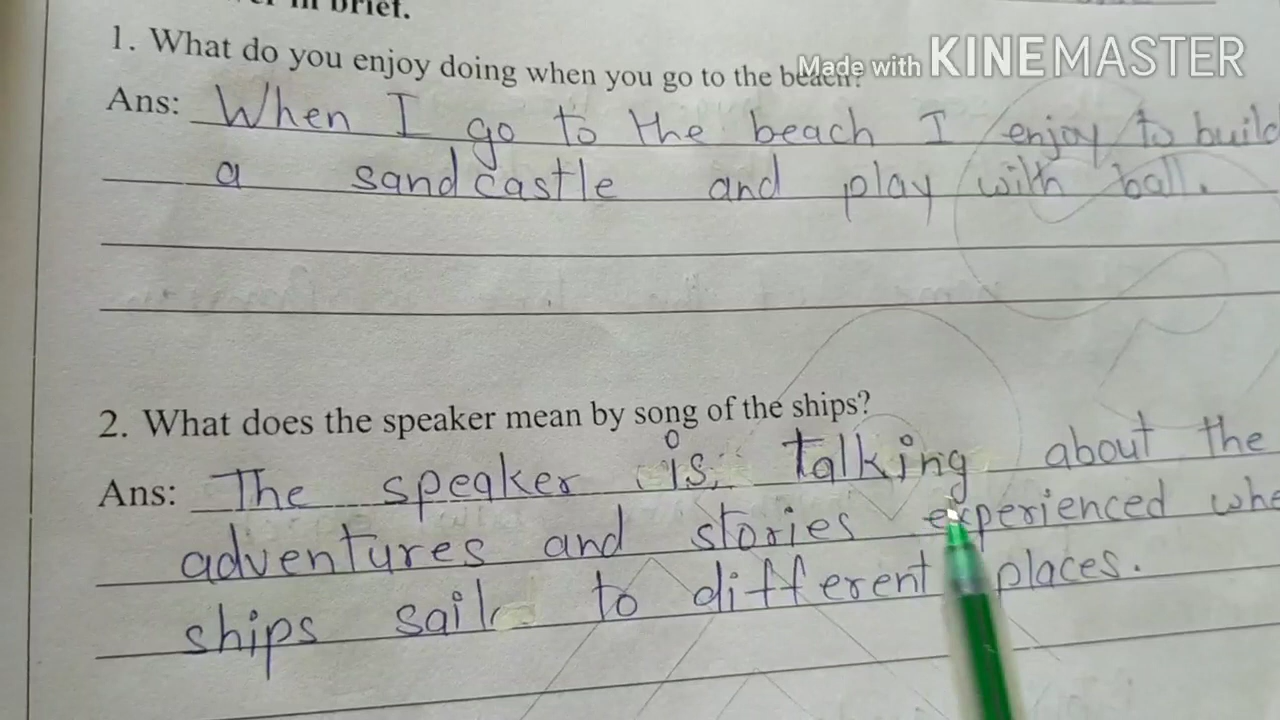 in brief.
1. What do you enjoy doing when you go to the beach?
Made with KINEMASTER
Ans: When I go to the beach I enjoy to build
a sandcastle and play with ball.
2. What does the speaker mean by song of the ships?
Ans: The speaker is talking about the
adventures and stories experienced whe
ships sail to different places.